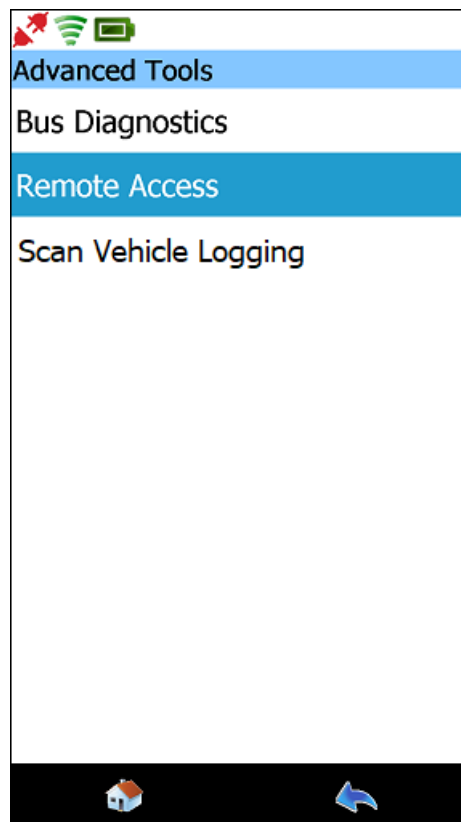 Advanced Tools
Bus Diagnostics
Remote Access
Scan Vehicle Logging